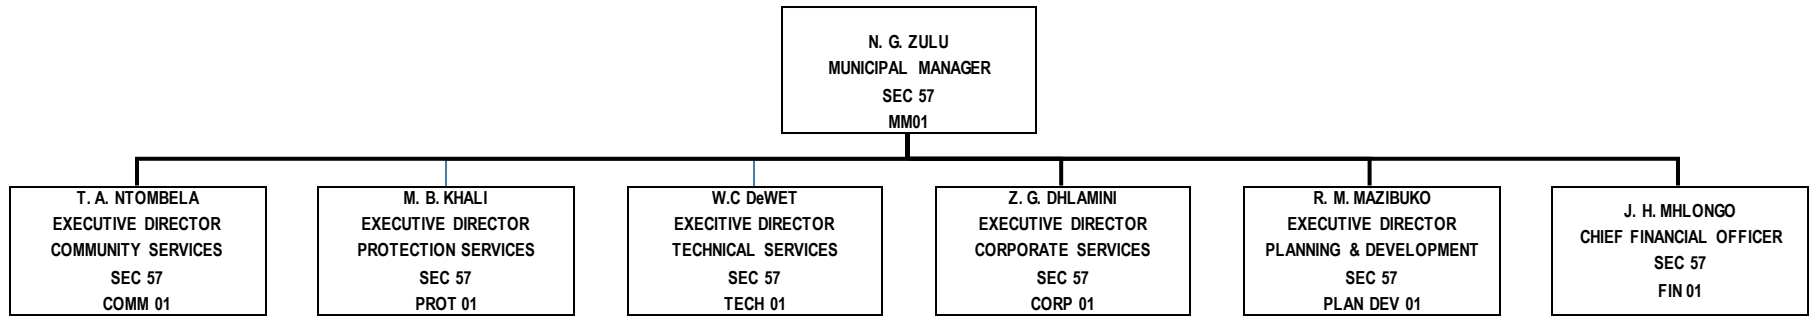 N. G. ZULU
MUNICIPAL MANAGER
SEC 57
MM01
T. A. NTOMBELA
EXECUTIVE DIRECTOR
COMMUNITY SERVICES
SEC 57
COMM 01
M. B. KHALI
EXECUTIVE DIRECTOR
PROTECTION SERVICES
SEC 57
PROT 01
W.C DeWET
EXECITIVE DIRECTOR
TECHNICAL SERVICES
SEC 57
TECH 01
Z. G. DHLAMINI
EXECUTIVE DIRECTOR
CORPORATE SERVICES
SEC 57
CORP 01
R. M. MAZIBUKO
EXECUTIVE DIRECTOR
PLANNING & DEVELOPMENT
SEC 57
PLAN DEV 01
J. H. MHLONGO
CHIEF FINANCIAL OFFICER
SEC 57
FIN 01